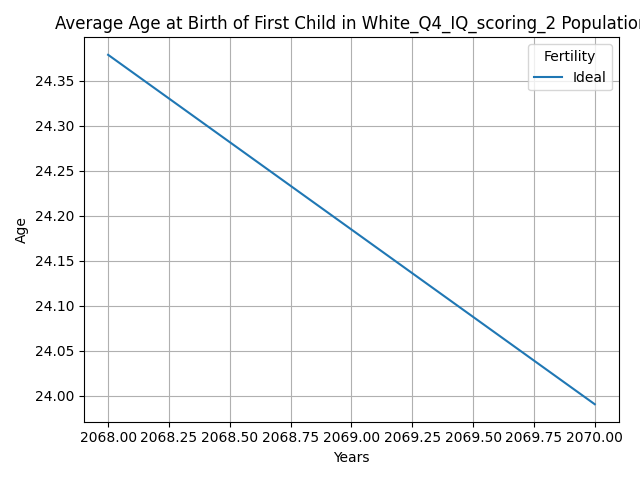 Average Age at Birth of First Child in White_Q4_IQ_scoring_2 Population
Fertility
Ideal
24.35
24.30
24.25
24.20
24.15
24.10
24.05
24.00
Age
2068.00 2068.25 2068.50 2068.75 2069.00 2069.25 2069.50 2069.75 2070.00
Years